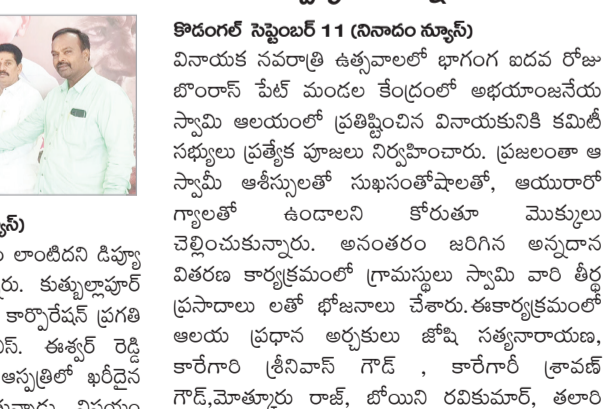 కొడంగల్ సెప్టెంబర్ 11 (నినాదం న్యూస్)
వినాయక నవరాత్రి ఉత్సవాలలో భాగంగ ఐదవ రోజు
బొంరాస్ పేట్ మండల కేంద్రంలో అభయాంజనేయ
స్వామి ఆలయంలో ప్రతిష్టించిన వినాయకునికి కమిటీ
సభ్యులు ప్రత్యేక పూజలు నిర్వహించారు. ప్రజలంతా ఆ
స్వామీ ఆశీస్సులతో సుఖసంతోషాలతో, ఆయురారో
గ్యాలతో ఉండాలని కోరుతూ మొక్కులు
చెల్లించుకున్నారు. అనంతరం జరిగిన అన్నదాన
వితరణ కార్యక్రమంలో గ్రామస్థులు స్వామి వారి తీర్థ
ప్రసాదాలు లతో భోజనాలు చేశారు.ఈకార్యక్రమంలో
ఆలయ ప్రధాన అర్చకులు జోషి సత్యనారాయణ,
కారేగారి శ్రీనివాస్ గౌడ్ , కారేగారీ శ్రావణ్
గౌడ్,మోత్కూరు రాజ్, బోయిని రవికుమార్, తలారి
లాంటిదని డిప్యూ
కుత్బుల్లాపూర్
కార్పొరేషన్ ప్రగతి
ఈశ్వర్ రెడ్డి
ఆస్పత్రిలో ఖరీదైన